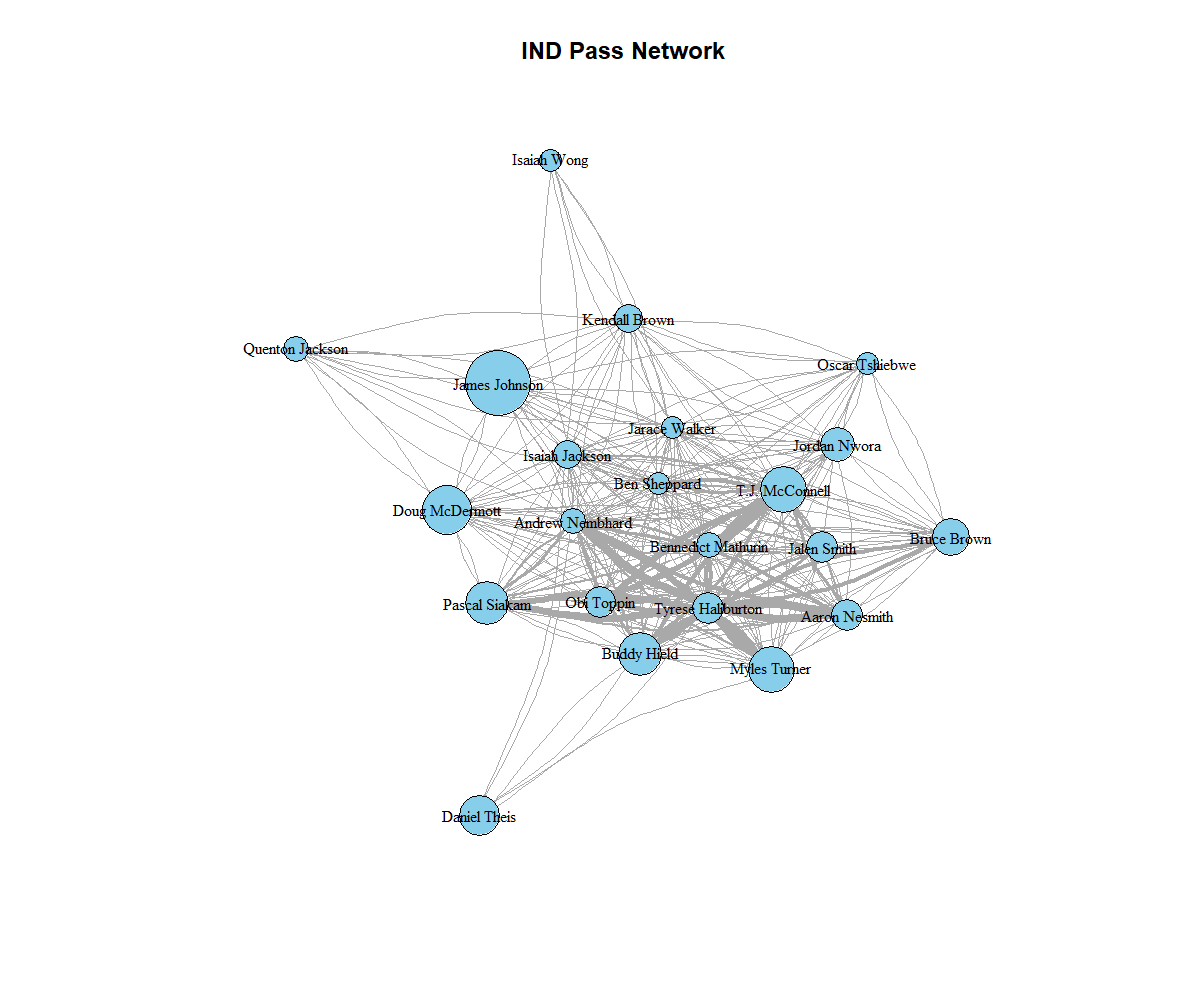 IND Pass Network
Isaiah Wong
Kendall Brown
Quenton Jackson
Oscar Tshiebwe
James Johnson
Jarace Walker
Jordan Nwora
Isaiah Jackson
Ben Sheppard
T.J. McConnell
Doug McDermott
Andrew Nembhard
Bruce Brown
Bennedict Mathurin
Jalen Smith
Pascal Siakam
Obi Toppin
Tyrese Haliburton
Aaron Nesmith
Buddy Hield
Myles Turner
Daniel Theis